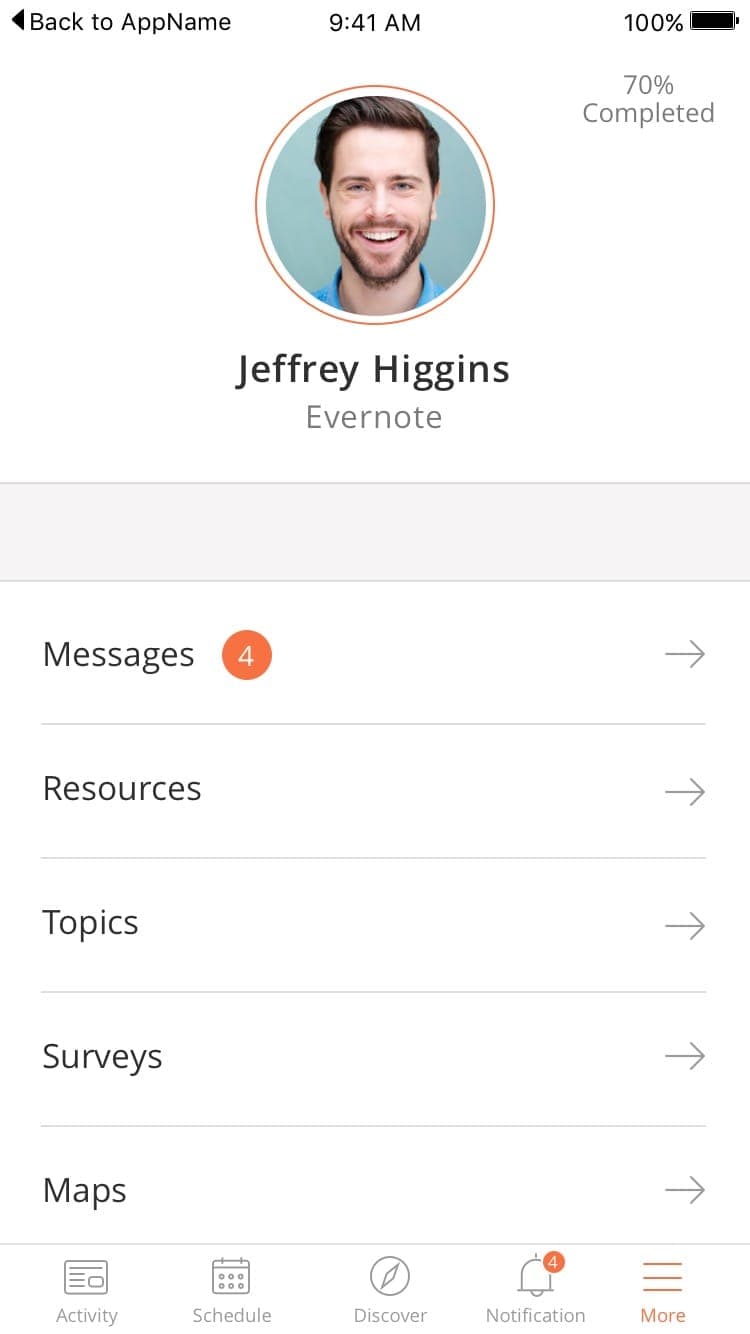 Back to AppName
9:41 AM
100%
70%
Completed
Jeffrey Higgins
Evernote
Messages 4
Resources
Topics
Surveys
Maps
4
Activity
Schedule
Discover
Notification
More